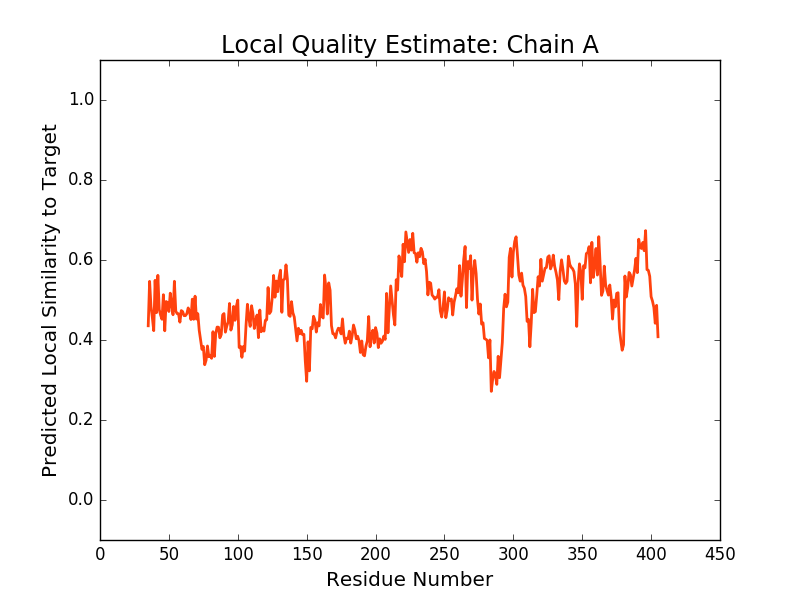 Local Quality Estimate: Chain A
Predicted Local Similarity to Target
1.0
0.8
0.6
0.4
0.2
0.0
0 50 100 150 200 250 300 350 400 450
Residue Number